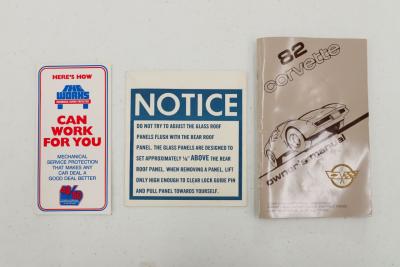 HERE'S HOW
THE WORKS
CAN
WORK
FOR YOU
MECHANICAL
SERVICE PROTECTION
THAT MAKES ANY
CAR DEAL A
GOOD DEAL BETTER
NOTICE
DO NOT TRY TO ADJUST THE GLASS ROOF
PANELS FLUSH WITH THE REAR ROOF
PANEL. THE GLASS PANELS ARE DESIGNED TO
SET APPROXIMATELY ⅛" ABOVE THE REAR
ROOF PANEL. WHEN REMOVING A PANEL, LIFT
ONLY HIGH ENOUGH TO CLEAR LOCK GUIDE PIN
AND PULL PANEL TOWARDS YOURSELF.
82
corvette
owner's manual